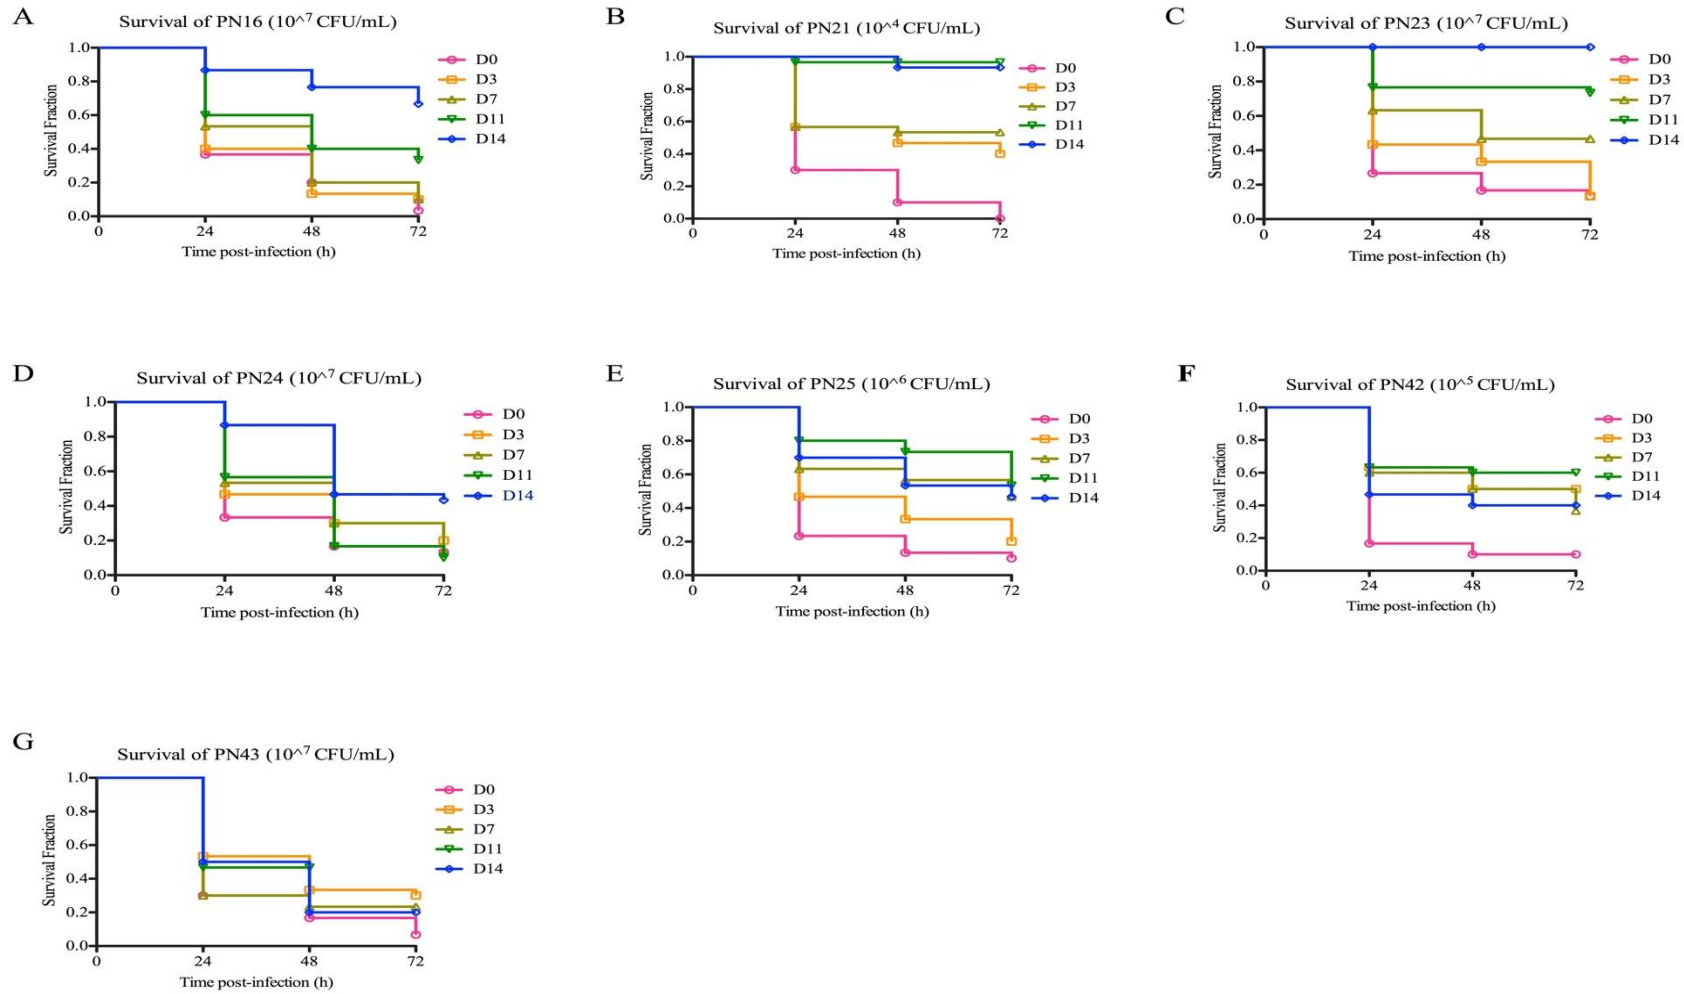 A
Survival of PN16 (10^7 CFU/mL)
1.0
0.8
0.6
0.4
0.2
0.0
Survival Fraction
0 24 48 72
Time post-infection (h)
D0
D3
D7
D11
D14
B
Survival of PN21 (10^4 CFU/mL)
1.0
0.8
0.6
0.4
0.2
0.0
Survival Fraction
0 24 48 72
Time post-infection (h)
D0
D3
D7
D11
D14
C
Survival of PN23 (10^7 CFU/mL)
1.0
0.8
0.6
0.4
0.2
0.0
Survival Fraction
0 24 48 72
Time post-infection (h)
D0
D3
D7
D11
D14
D
Survival of PN24 (10^7 CFU/mL)
1.0
0.8
0.6
0.4
0.2
0.0
Survival Fraction
0 24 48 72
Time post-infection (h)
D0
D3
D7
D11
D14
E
Survival of PN25 (10^6 CFU/mL)
1.0
0.8
0.6
0.4
0.2
0.0
Survival Fraction
0 24 48 72
Time post-infection (h)
D0
D3
D7
D11
D14
F
Survival of PN42 (10^5 CFU/mL)
1.0
0.8
0.6
0.4
0.2
0.0
Survival Fraction
0 24 48 72
Time post-infection (h)
D0
D3
D7
D11
D14
G
Survival of PN43 (10^7 CFU/mL)
1.0
0.8
0.6
0.4
0.2
0.0
Survival Fraction
0 24 48 72
Time post-infection (h)
D0
D3
D7
D11
D14